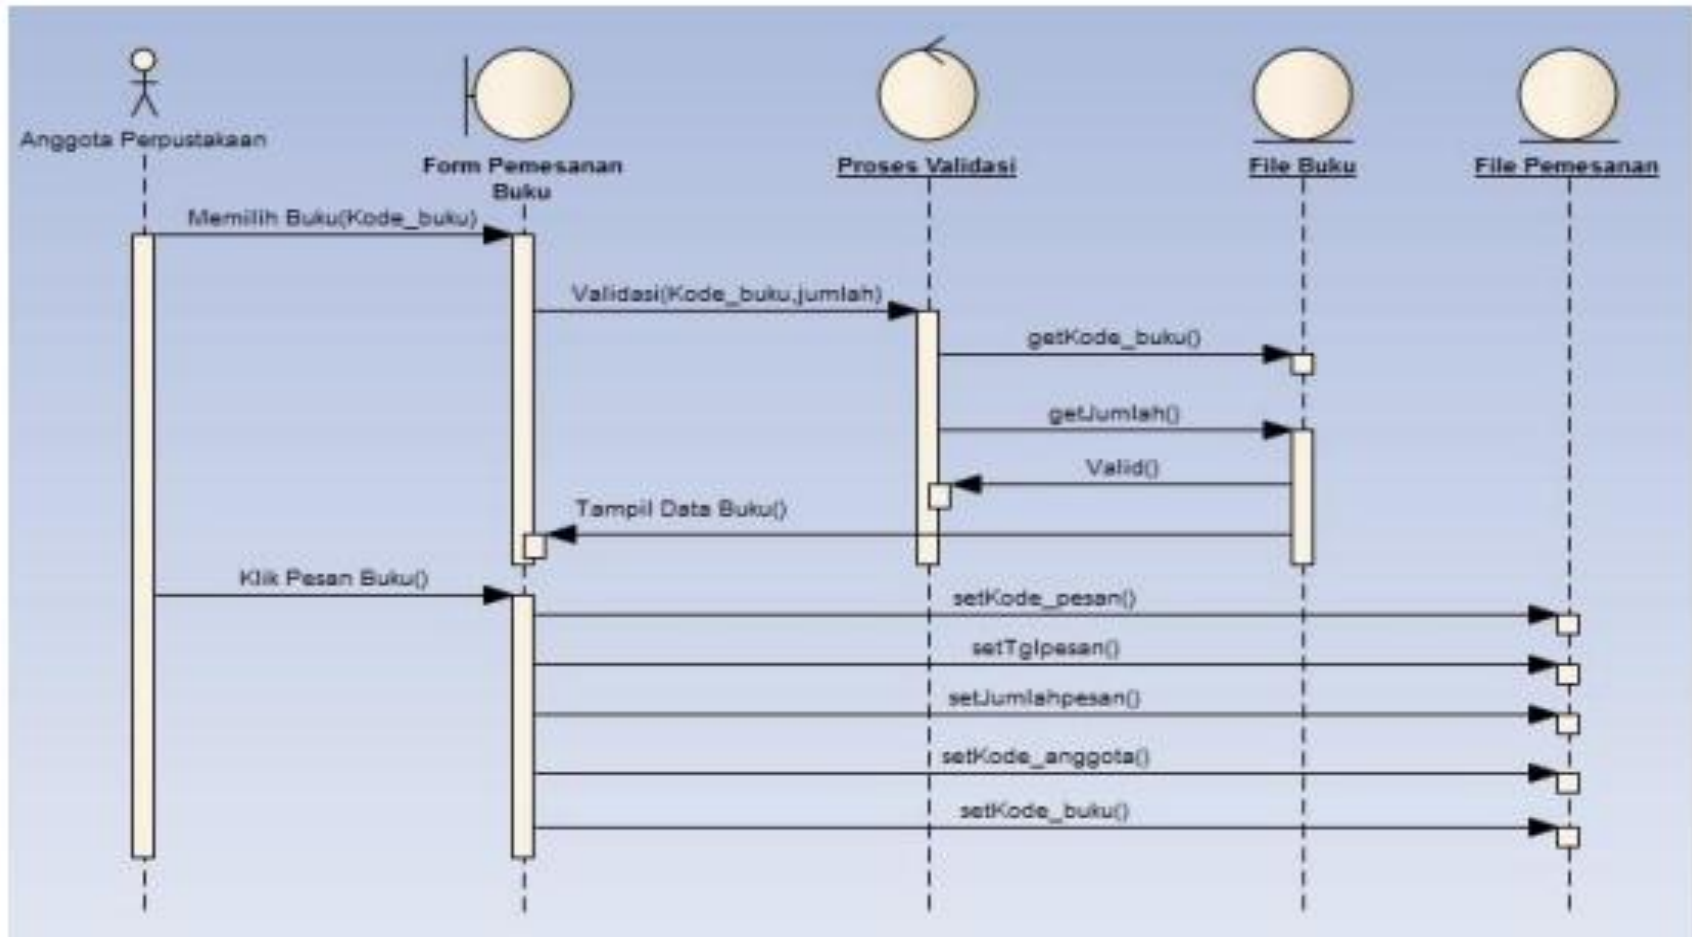 Anggota Perpustakaan
Form Pemesanan
Buku
Proses Validasi
File Buku
File Pemesanan
Memilih Buku(Kode_buku)
Validasi(Kode_buku,jumlah)
getKode_buku()
getJumlah()
Valid()
Tampil Data Buku()
Klik Pesan Buku()
setKode_pesan()
setTglpesan()
setJumlahpesan()
setKode_anggota()
setKode_buku()